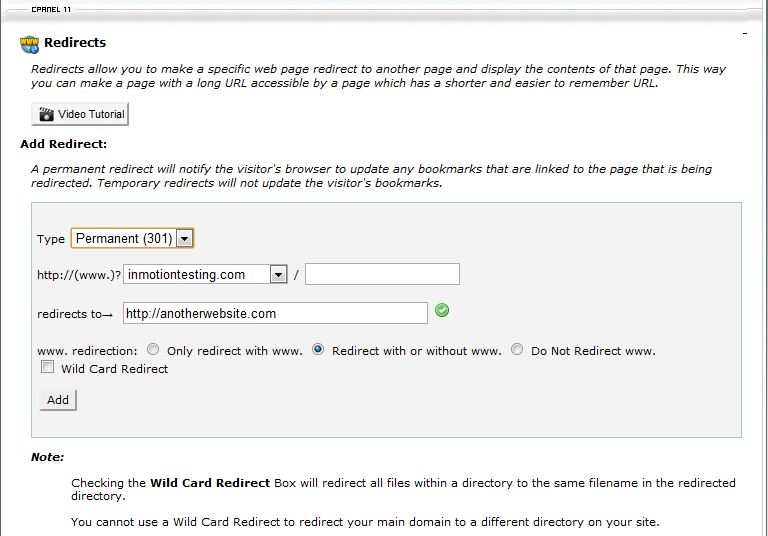 CPANEL 11
Redirects
Redirects allow you to make a specific web page redirect to another page and display the contents of that page. This way
you can make a page with a long URL accessible by a page which has a shorter and easier to remember URL.
Video Tutorial
Add Redirect:
A permanent redirect will notify the visitor's browser to update any bookmarks that are linked to the page that is being
redirected. Temporary redirects will not update the visitor's bookmarks.
Type Permanent (301)
http://(www.)? inmotiontesting.com /
redirects to→ http://anotherwebsite.com
www. redirection: Only redirect with www. Redirect with or without www. Do Not Redirect www.
Wild Card Redirect
Add
Note:
Checking the Wild Card Redirect Box will redirect all files within a directory to the same filename in the redirected
directory.
You cannot use a Wild Card Redirect to redirect your main domain to a different directory on your site.